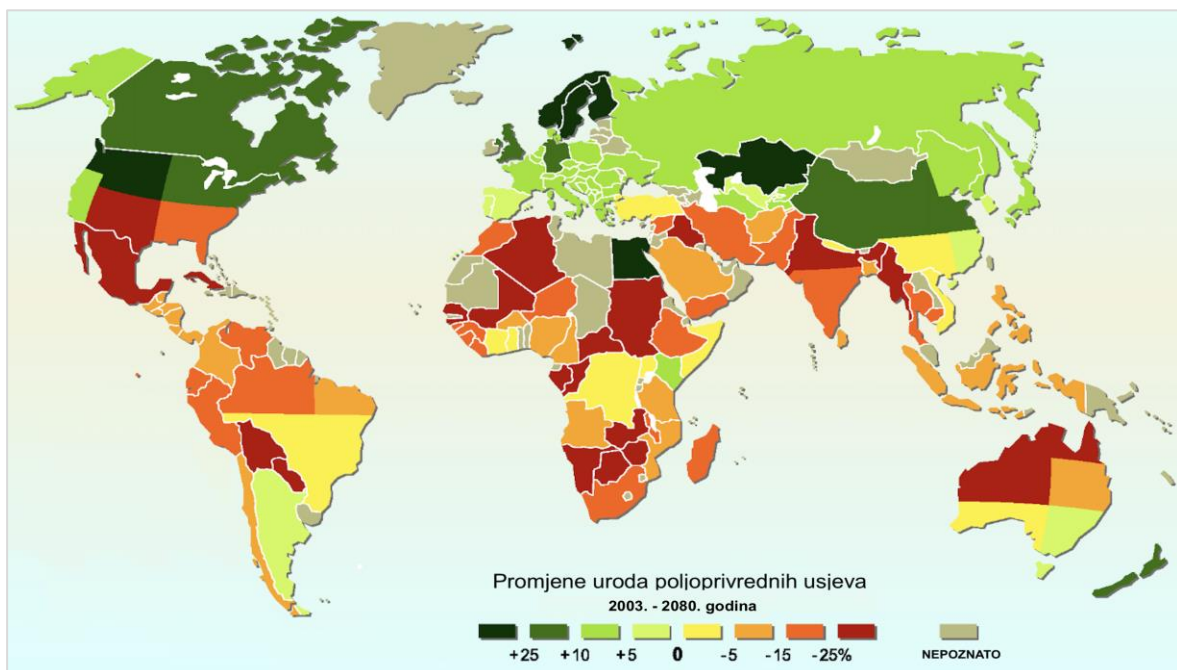 Promjene uroda poljoprivrednih usjeva
2003. - 2080. godina
+25 +10 +5 0 -5 -15 -25%
NEPOZNATO